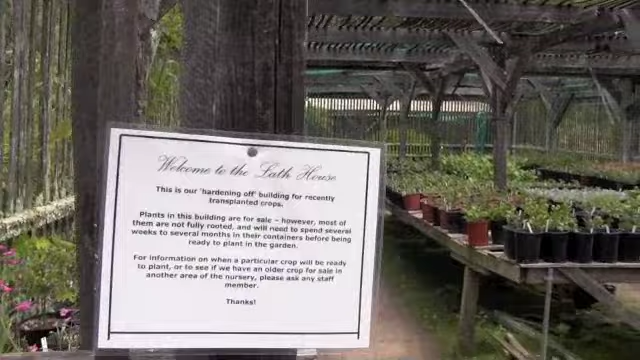 Welcome to the Lath House
This is our 'hardening off' building for recently
transplanted crops.
Plants in this building are for sale – however, most of
them are not fully rooted, and will need to spend several
weeks to several months in their containers before being
ready to plant in the garden.
For information on when a particular crop will be ready
to plant, or to see if we have an older crop for sale in
another area of the nursery, please ask any staff
member.
Thanks!